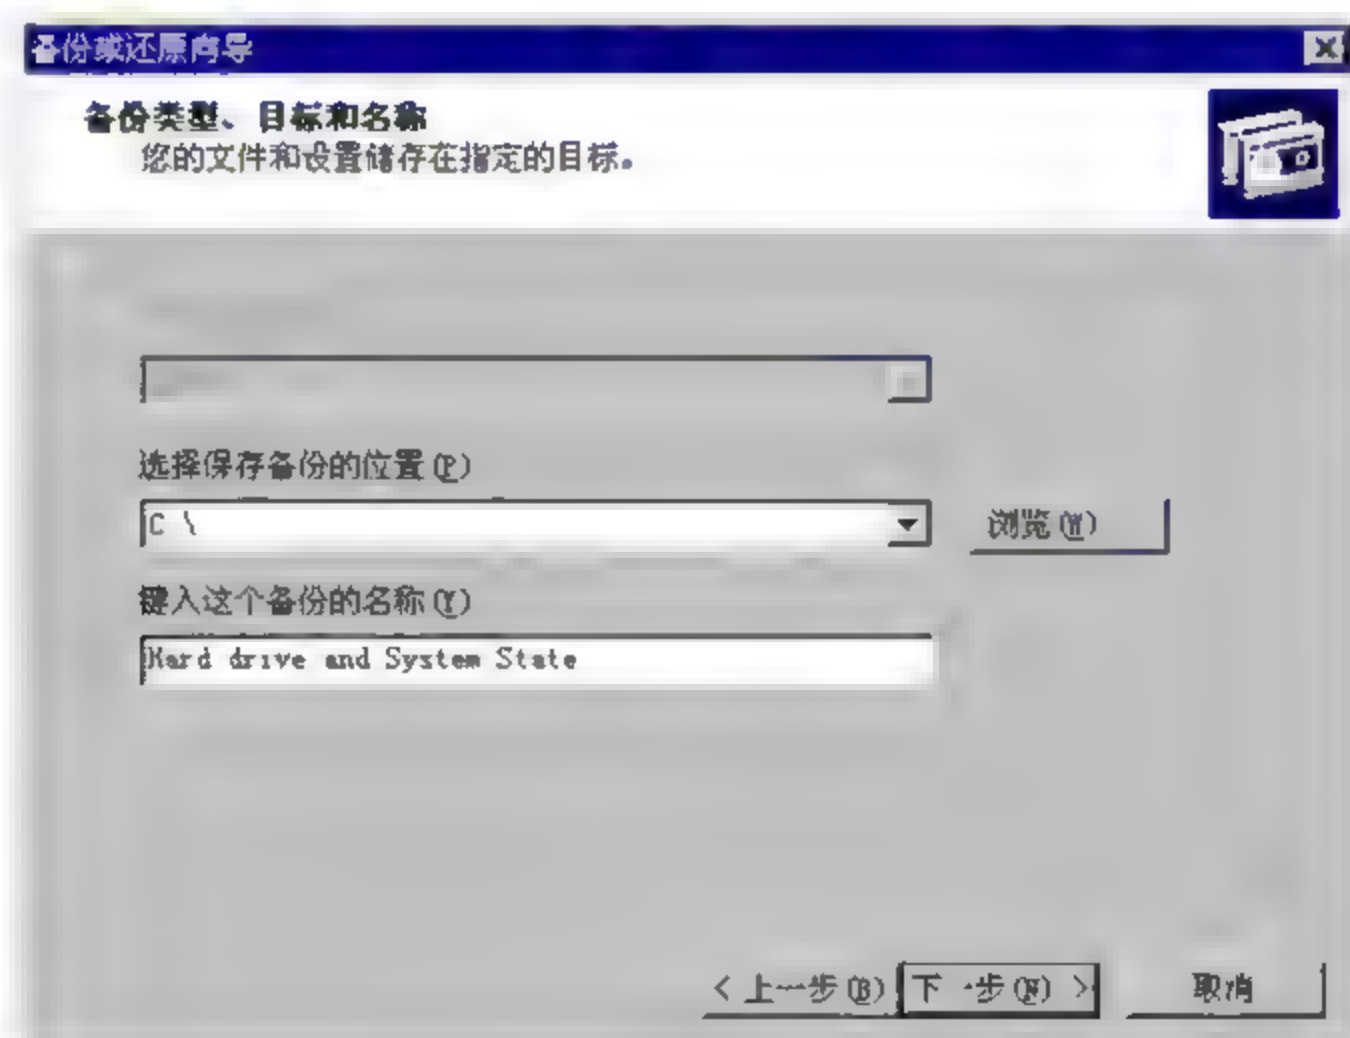 备份或还原向导
备份类型、目标和名称
您的文件和设置储存在指定的目标。
选择保存备份的位置(P)
C \
浏览(W)
键入这个备份的名称(Y)
Hard drive and System State
< 上一步(B) 下一步(N) > 取消